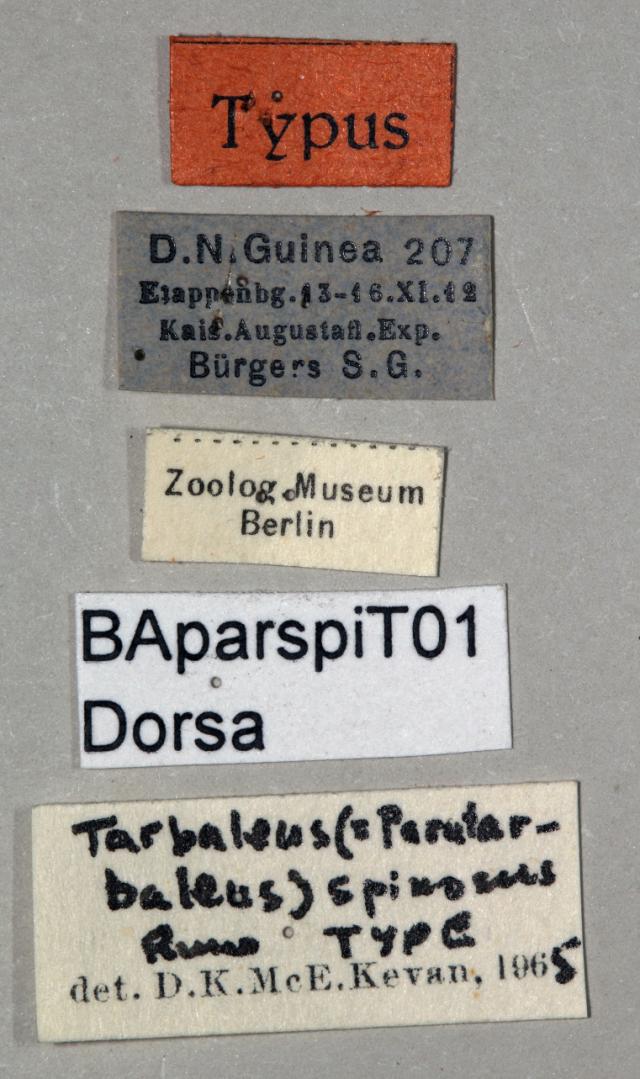 Typus
D.N.Guinea 207
Etappenbg.13-16.XI.12
Kais.Augustafl.Exp.
Bürgers S.G.
Zoolog.Museum
Berlin
BAparspiT01
Dorsa
Tarbaleus(=Paratar-
baleus) spinosus
TYPE
det. D.K.McE.Kevan, 1965